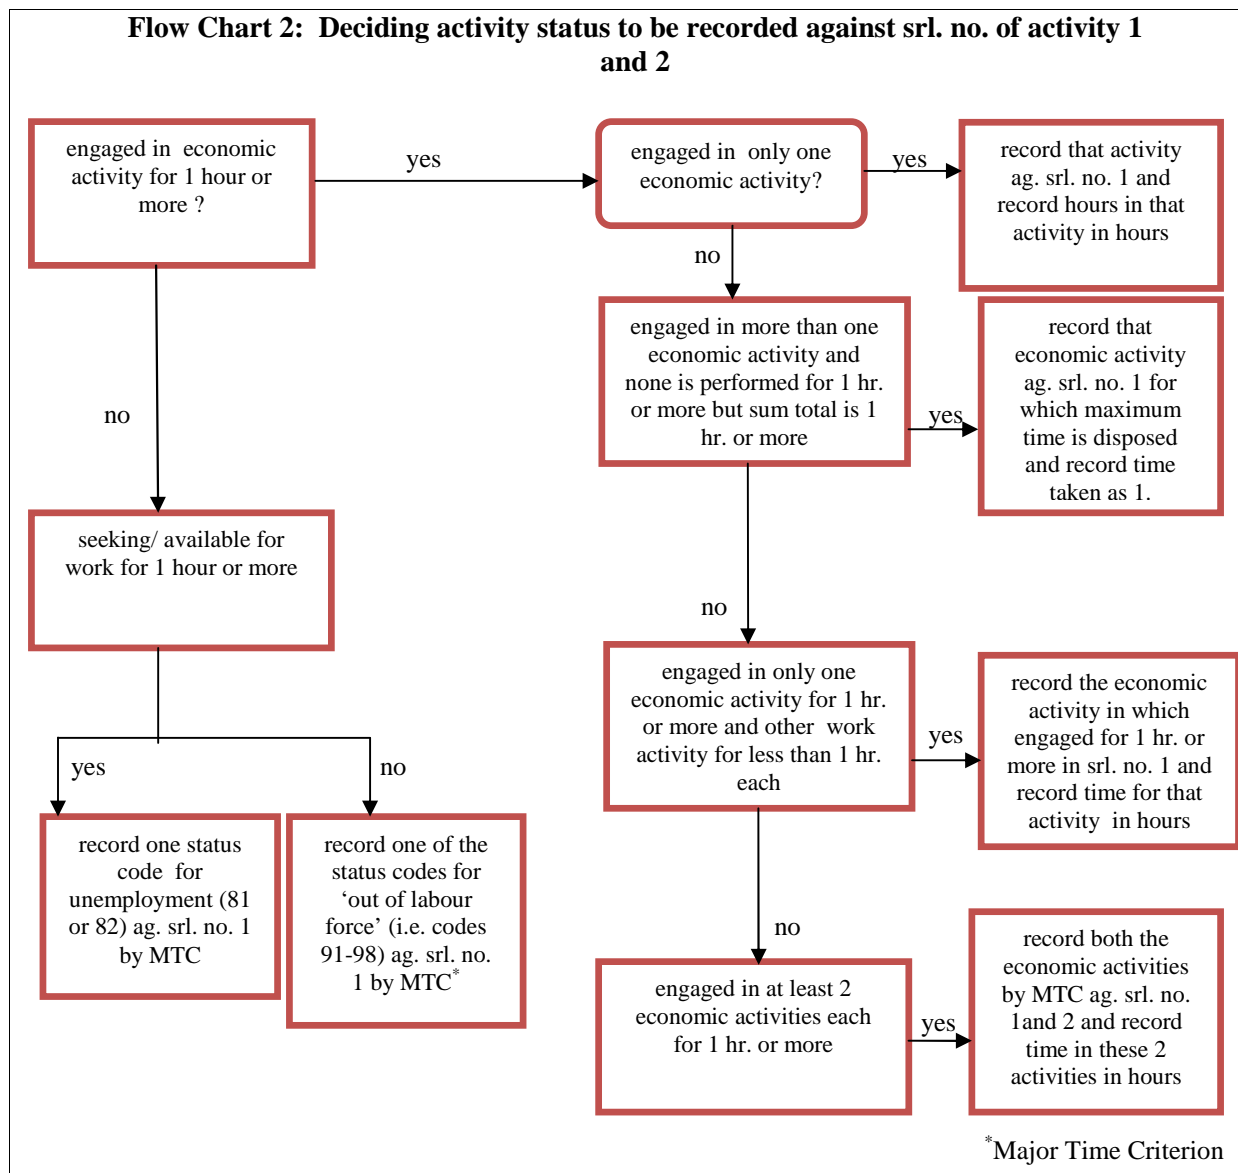 Flow Chart 2: Deciding activity status to be recorded against srl. no. of activity 1
and 2
engaged in economic
activity for 1 hour or
more ?
yes
engaged in only one
economic activity?
yes
record that activity
ag. srl. no. 1 and
record hours in that
activity in hours
no
engaged in more than one
economic activity and
none is performed for 1 hr.
or more but sum total is 1
hr. or more
yes
record that
economic activity
ag. srl. no. 1 for
which maximum
time is disposed
and record time
taken as 1.
no
seeking/ available for
work for 1 hour or more
no
engaged in only one
economic activity for 1 hr.
or more and other work
activity for less than 1 hr.
each
yes
record the economic
activity in which
engaged for 1 hr. or
more in srl. no. 1 and
record time for that
activity in hours
yes
no
record one status
code for
unemployment (81
or 82) ag. srl. no. 1
by MTC
record one of the
status codes for
‘out of labour
force’ (i.e. codes
91-98) ag. srl. no.
1 by MTC*
no
engaged in at least 2
economic activities each
for 1 hr. or more
yes
record both the
economic activities
by MTC ag. srl. no.
1and 2 and record
time in these 2
activities in hours
*Major Time Criterion